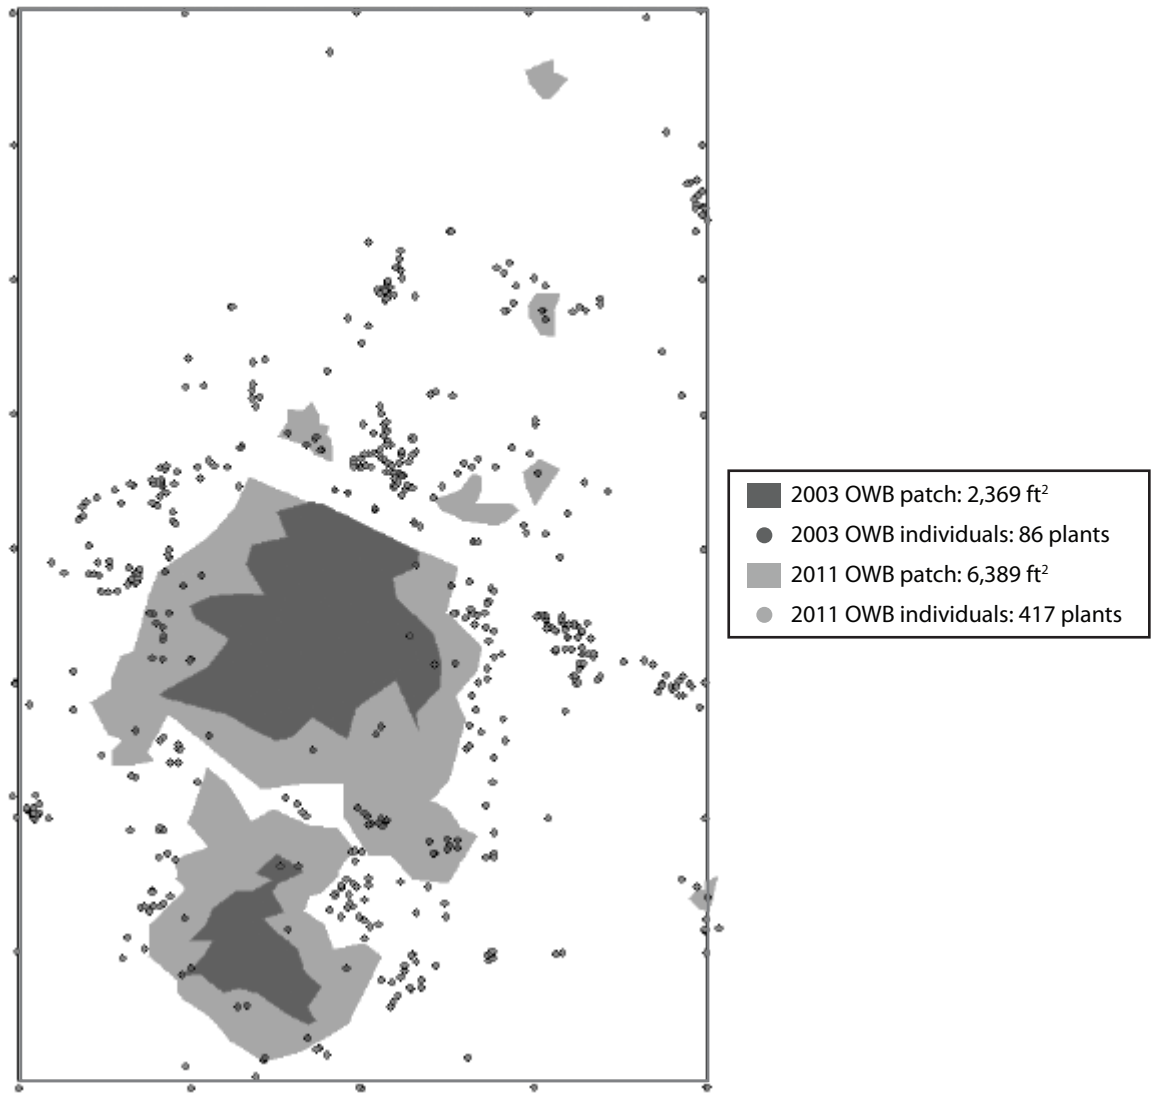 2003 OWB patch: 2,369 ft²
2003 OWB individuals: 86 plants
2011 OWB patch: 6,389 ft²
2011 OWB individuals: 417 plants